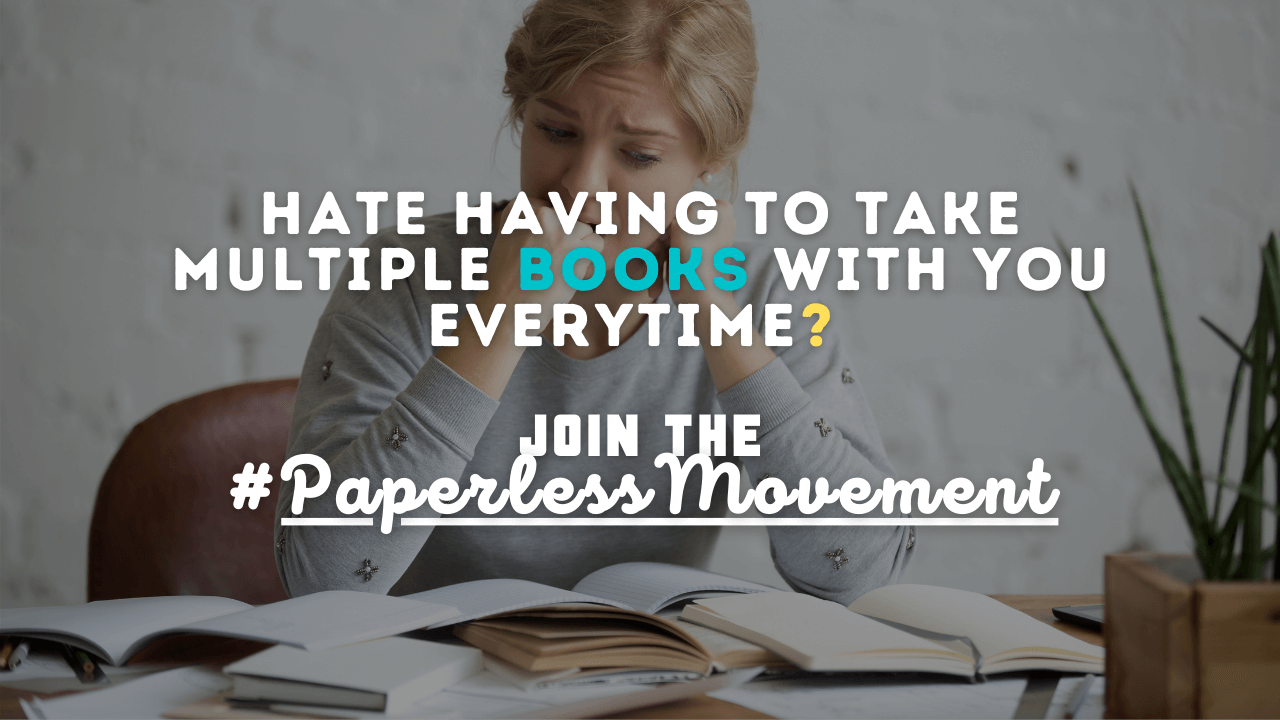 HATE HAVING TO TAKE
MULTIPLE BOOKS WITH YOU
EVERYTIME?
JOIN THE
#PaperlessMovement